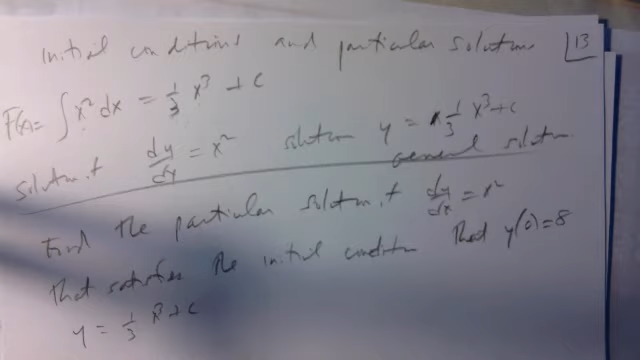 Initial conditions and particular solutions 13
F(x) = ∫ x² dx = 1/3 x³ + C
solution of dy/dx = x² solution y = 1/3 x³ + C
general solution
Find the particular solution of dy/dx = x²
that satisfies the initial condition that y(0) = 8
y = 1/3 x³ + C